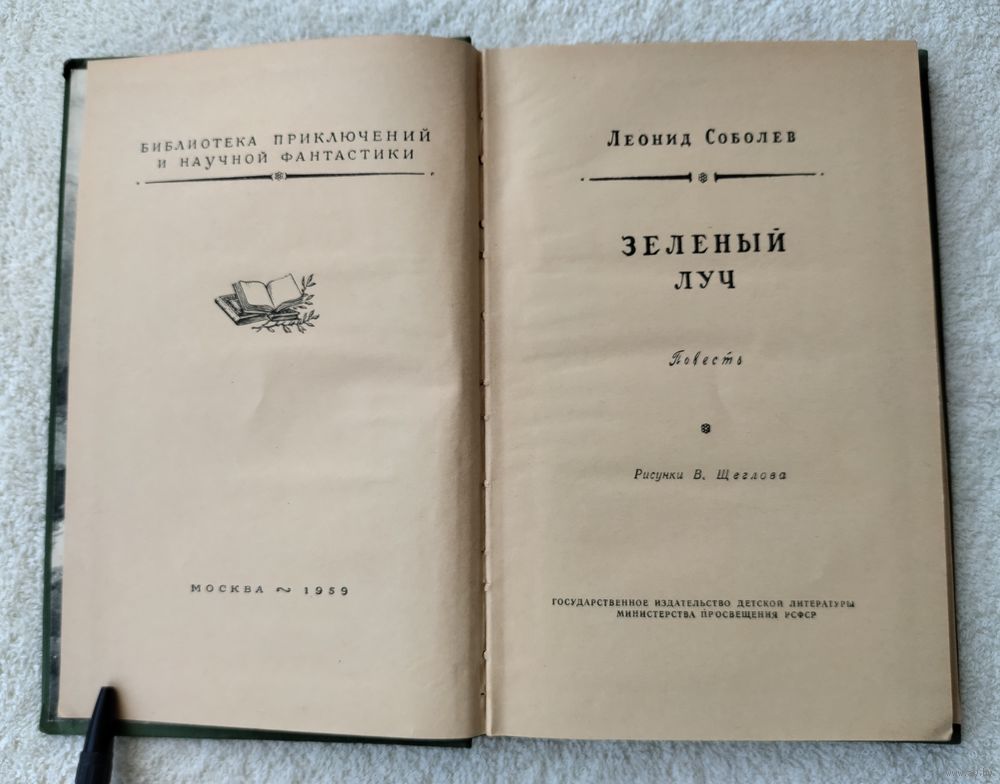 БИБЛИОТЕКА ПРИКЛЮЧЕНИЙ
И НАУЧНОЙ ФАНТАСТИКИ
МОСКВА ~ 1959
ЛЕОНИД СОБОЛЕВ
ЗЕЛЕНЫЙ
ЛУЧ
Повесть
Рисунки В. Щеглова
ГОСУДАРСТВЕННОЕ ИЗДАТЕЛЬСТВО ДЕТСКОЙ ЛИТЕРАТУРЫ
МИНИСТЕРСТВА ПРОСВЕЩЕНИЯ РСФСР